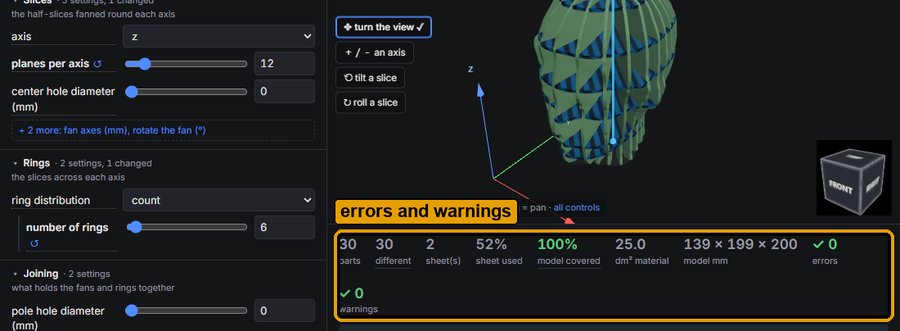 Slices · 5 settings, 1 changed
the half-slices fanned round each axis
axis
z
planes per axis ↺
12
center hole diameter (mm)
0
+ 2 more: fan axes (mm), rotate the fan (°)
Rings · 2 settings, 1 changed
the slices across each axis
ring distribution
count
number of rings ↺
6
Joining · 2 settings
what holds the fans and rings together
pole hole diameter (mm)
0
✥ turn the view ✓
+ / - an axis
⟲ tilt a slice
↻ roll a slice
z
FRONT
= pan · all controls
errors and warnings
30 parts
30 different
2 sheet(s)
52% sheet used
100% model covered
25.0 dm² material
139 × 199 × 200 model mm
✓ 0 errors
✓ 0 warnings